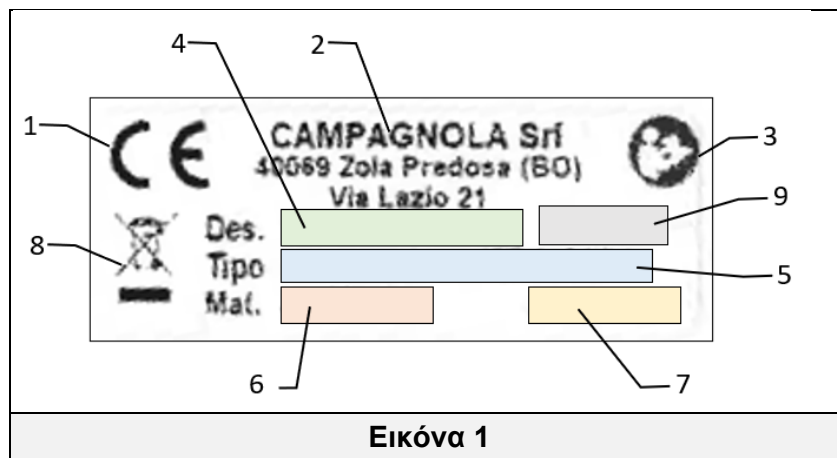 4
2
1
CE
CAMPAGNOLA Srl
3
40069 Zola Predosa (BO)
Via Lazio 21
9
8
Des.
Tipo
5
Mat.
6
7
Εικόνα 1